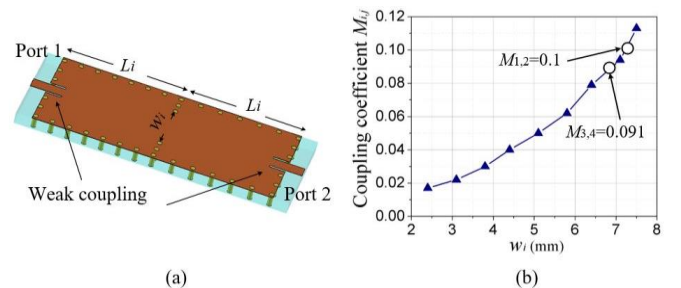 Port 1
Li
Li
Wi
Weak coupling
Port 2
(a)
(b)
Coupling coefficient Mi,j
0.12
0.10
0.08
0.06
0.04
0.02
0.00
M1,2=0.1
M3,4=0.091
2 3 4 5 6 7 8
Wi (mm)